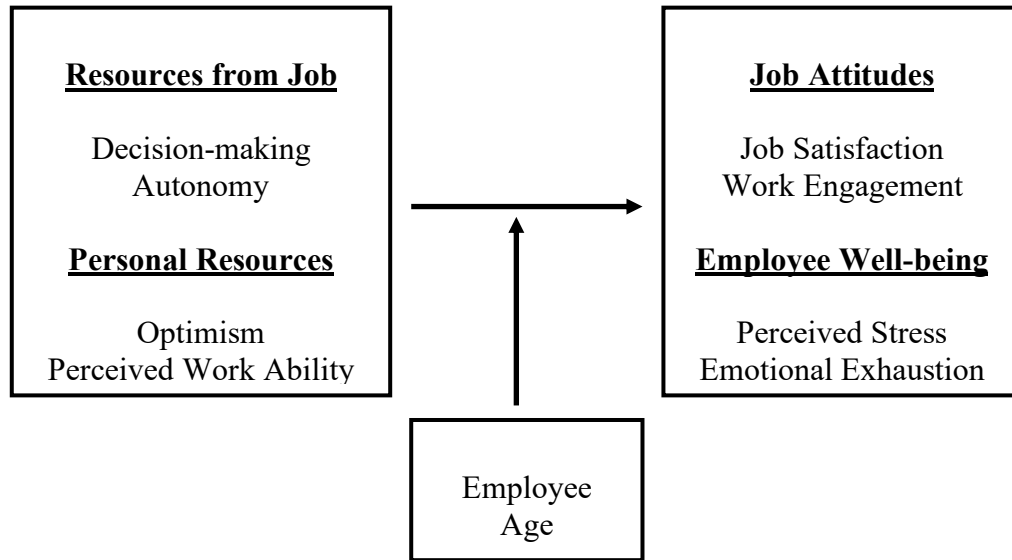 Resources from Job
Decision-making
Autonomy
Personal Resources
Optimism
Perceived Work Ability
Job Attitudes
Job Satisfaction
Work Engagement
Employee Well-being
Perceived Stress
Emotional Exhaustion
Employee
Age